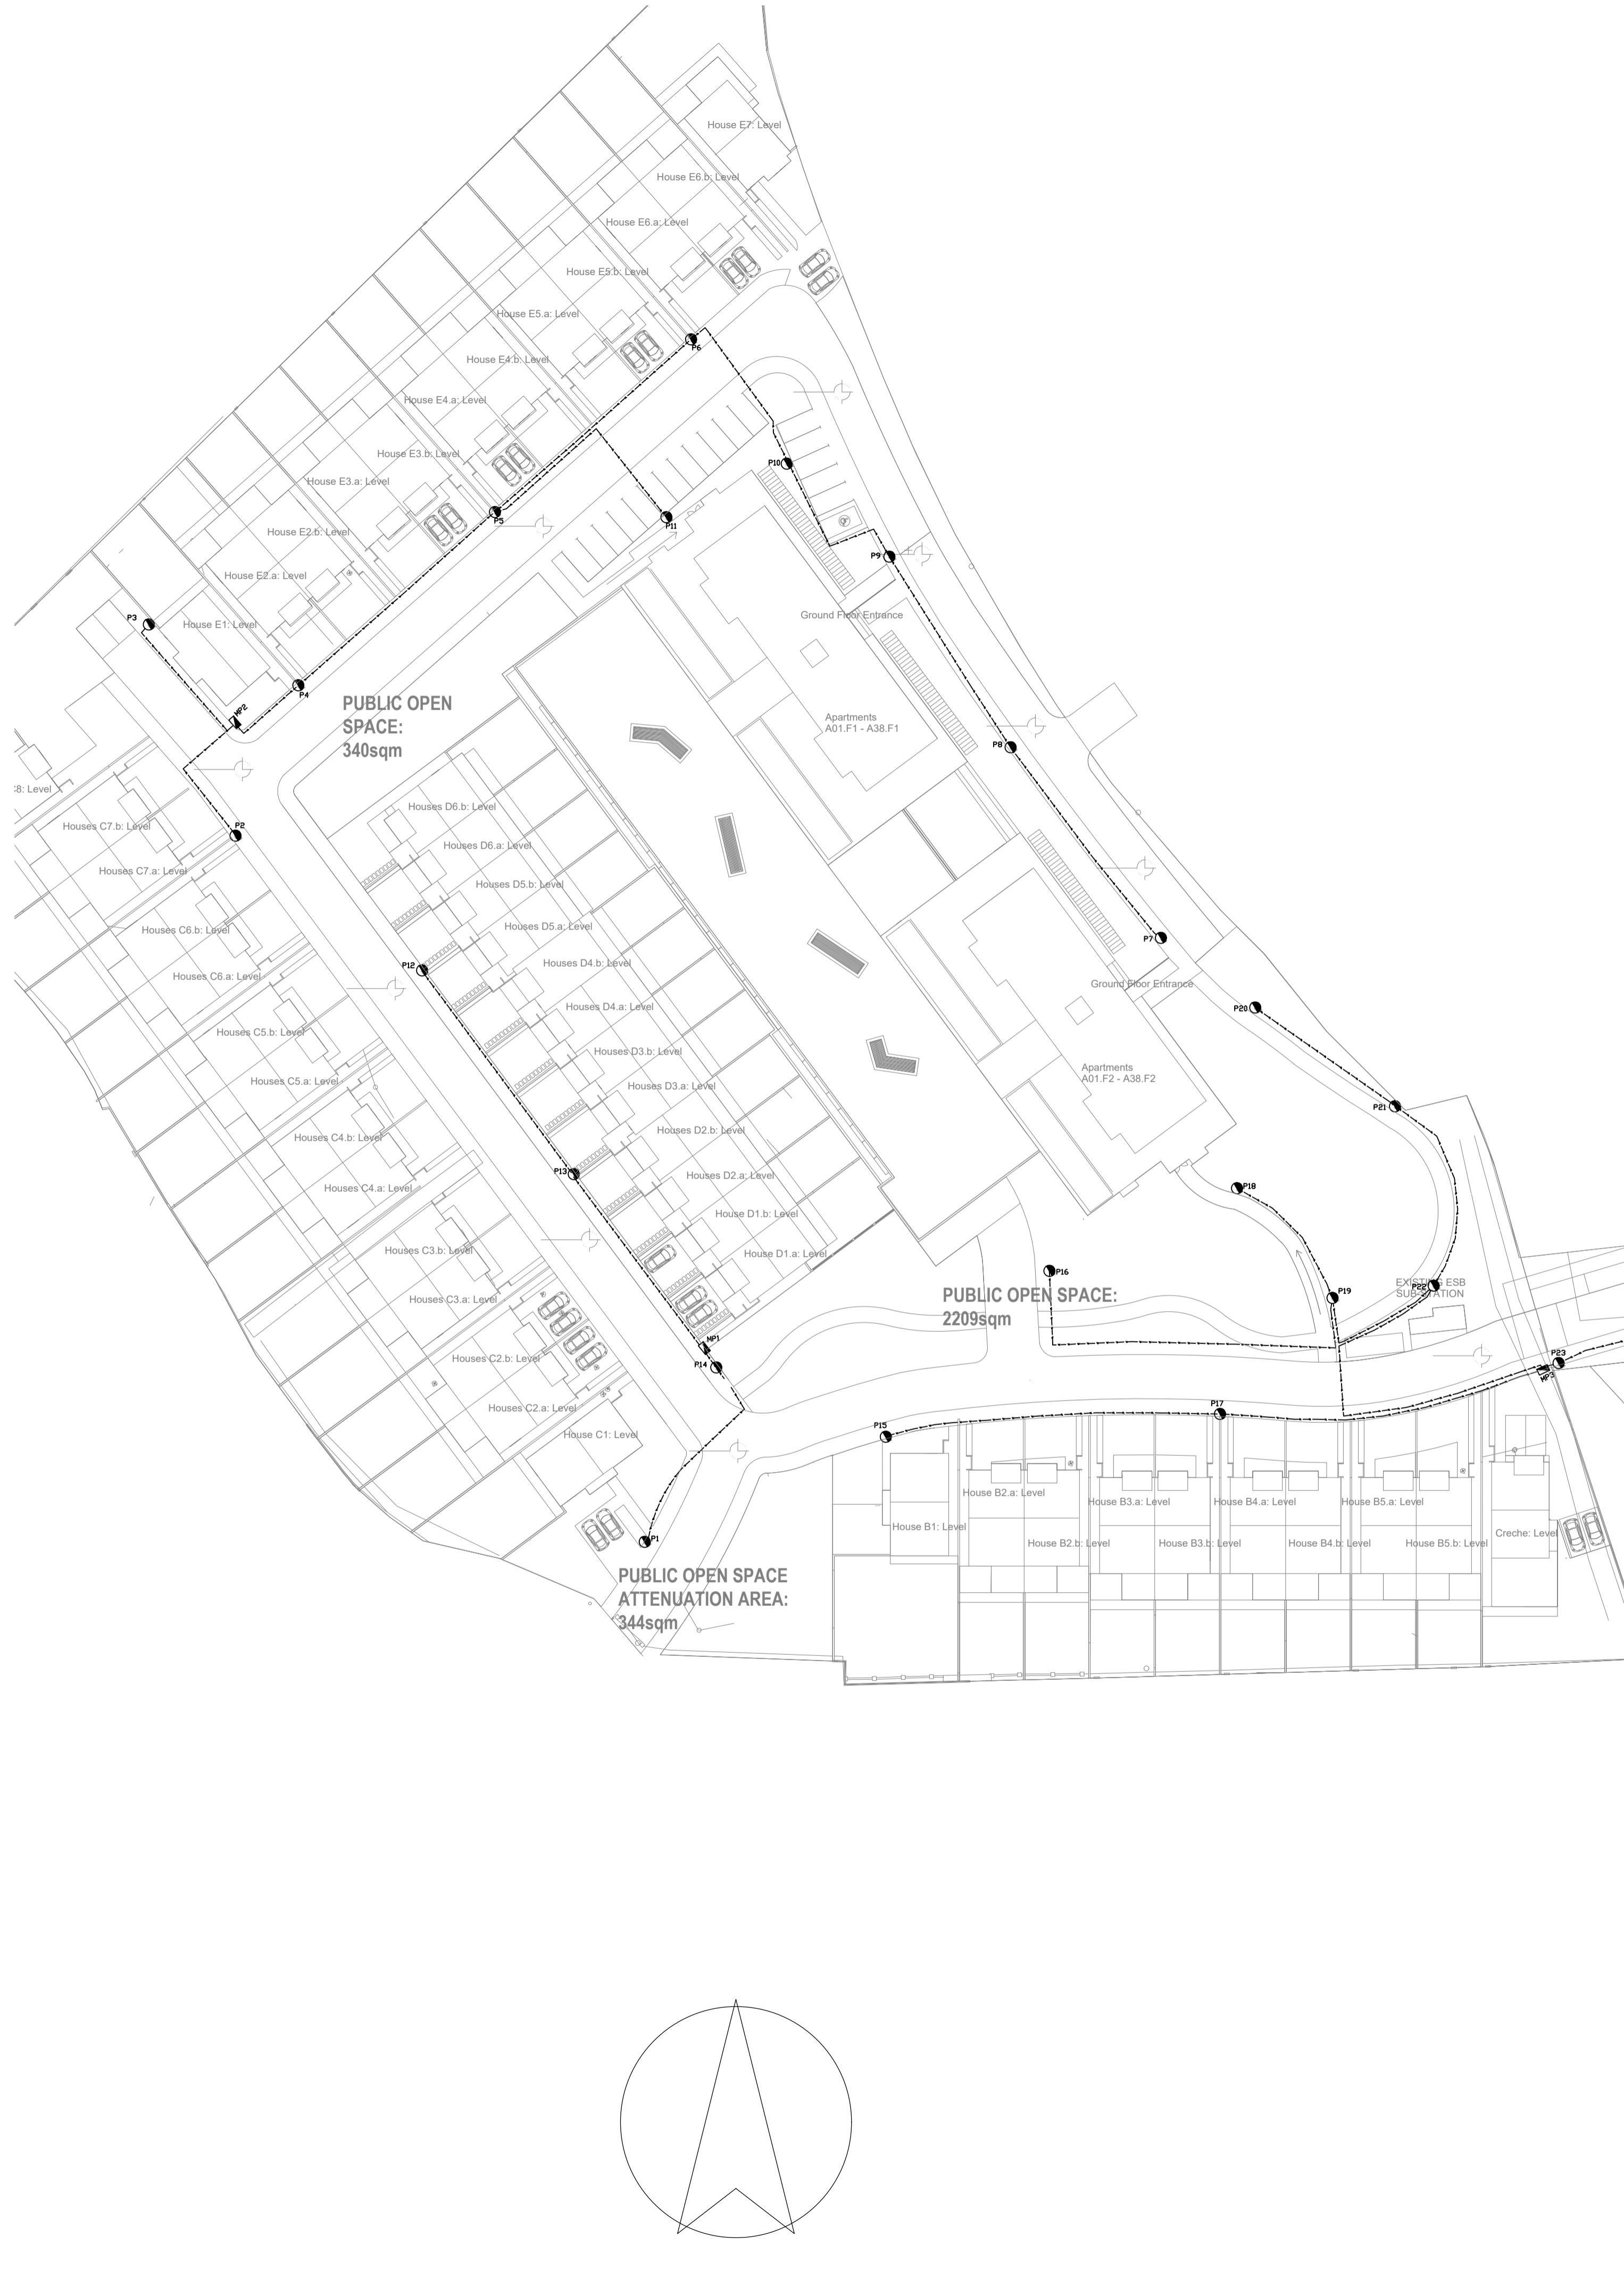 House E7: Level
House E6.b: Level
House E6.a: Level
House E5.b: Level
House E5.a: Level
P6
House E4.b: Level
House E4.a: Level
House E3.b: Level
P10
House E3.a: Level
P5
P11
House E2.b: Level
P9
House E2.a: Level
P3
House E1: Level
Ground Floor Entrance
P4
PUBLIC OPEN
SPACE:
340sqm
MP2
Apartments
A01.F1 - A38.F1
P8
C8: Level
Houses D6.b: Level
Houses C7.b: Level
P2
Houses D6.a: Level
Houses C7.a: Level
Houses D5.b: Level
Houses D5.a: Level
Houses C6.b: Level
P7
P12
Houses D4.b: Level
Houses C6.a: Level
Ground Floor Entrance
Houses D4.a: Level
P20
Houses C5.b: Level
Houses D3.b: Level
Apartments
A01.F2 - A38.F2
Houses C5.a: Level
Houses D3.a: Level
P21
Houses D2.b: Level
Houses C4.b: Level
P13
Houses D2.a: Level
Houses C4.a: Level
P18
House D1.b: Level
Houses C3.b: Level
House D1.a: Level
P16
EXISTING ESB
SUB-STATION
P22
PUBLIC OPEN SPACE:
2209sqm
P19
Houses C3.a: Level
MP1
Houses C2.b: Level
P14
P23
MP3
Houses C2.a: Level
P17
P15
House C1: Level
House B2.a: Level
House B3.a: Level
House B4.a: Level
House B5.a: Level
House B1: Level
Creche: Level
P1
House B2.b: Level
House B3.b: Level
House B4.b: Level
House B5.b: Level
PUBLIC OPEN SPACE
ATTENUATION AREA:
344sqm